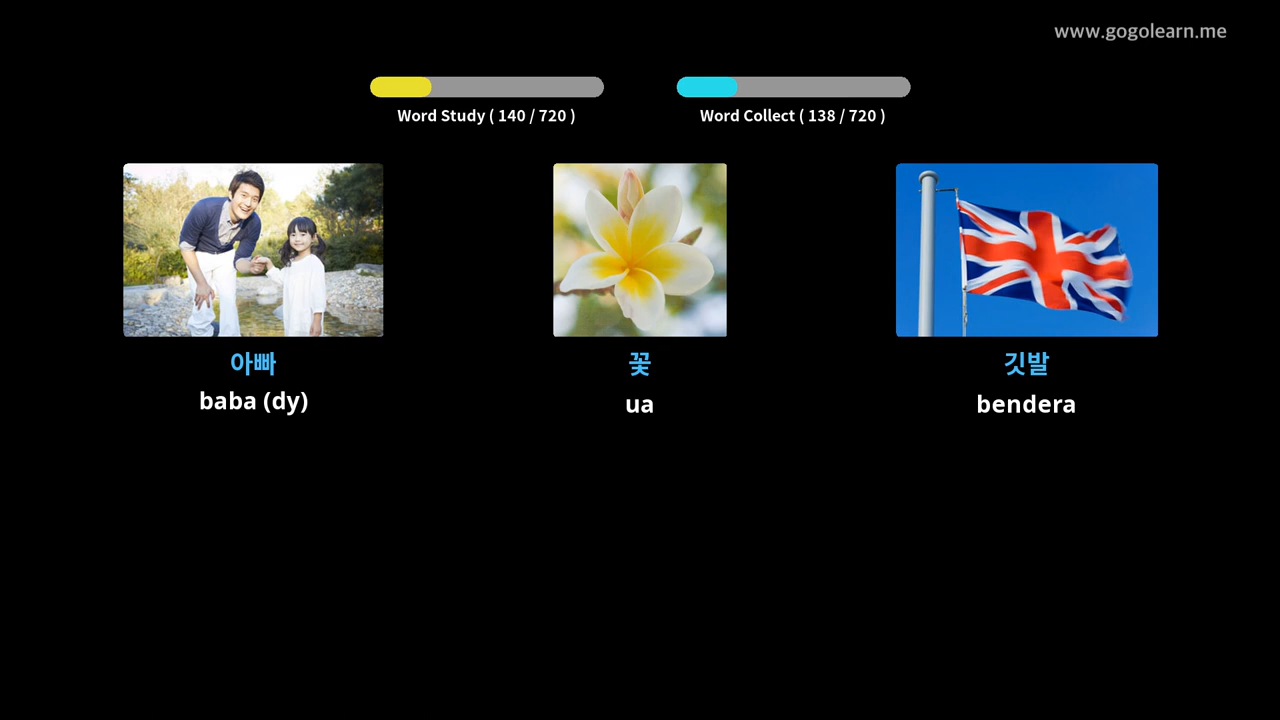 www.gogolearn.me
Word Study ( 140 / 720 )
Word Collect ( 138 / 720 )
아빠
baba (dy)
꽃
ua
깃발
bendera